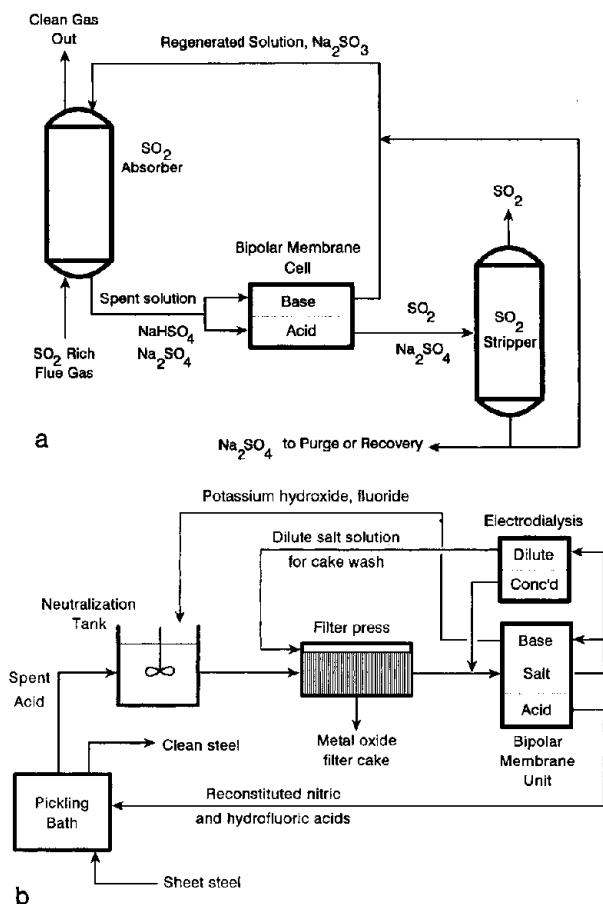 Clean Gas
Out
Regenerated Solution, Na2SO3
SO2
Absorber
SO2
Bipolar Membrane
Cell
Spent solution
Base
Acid
SO2
Na2SO4
SO2
Stripper
NaHSO4
Na2SO4
SO2 Rich
Flue Gas
a
Na2SO4 to Purge or Recovery
Potassium hydroxide, fluoride
Electrodialysis
Dilute salt solution
for cake wash
Dilute
Conc'd
Neutralization
Tank
Filter press
Base
Salt
Acid
Spent
Acid
Metal oxide
filter cake
Bipolar
Membrane
Unit
Clean steel
Pickling
Bath
Reconstituted nitric
and hydrofluoric acids
Sheet steel
b